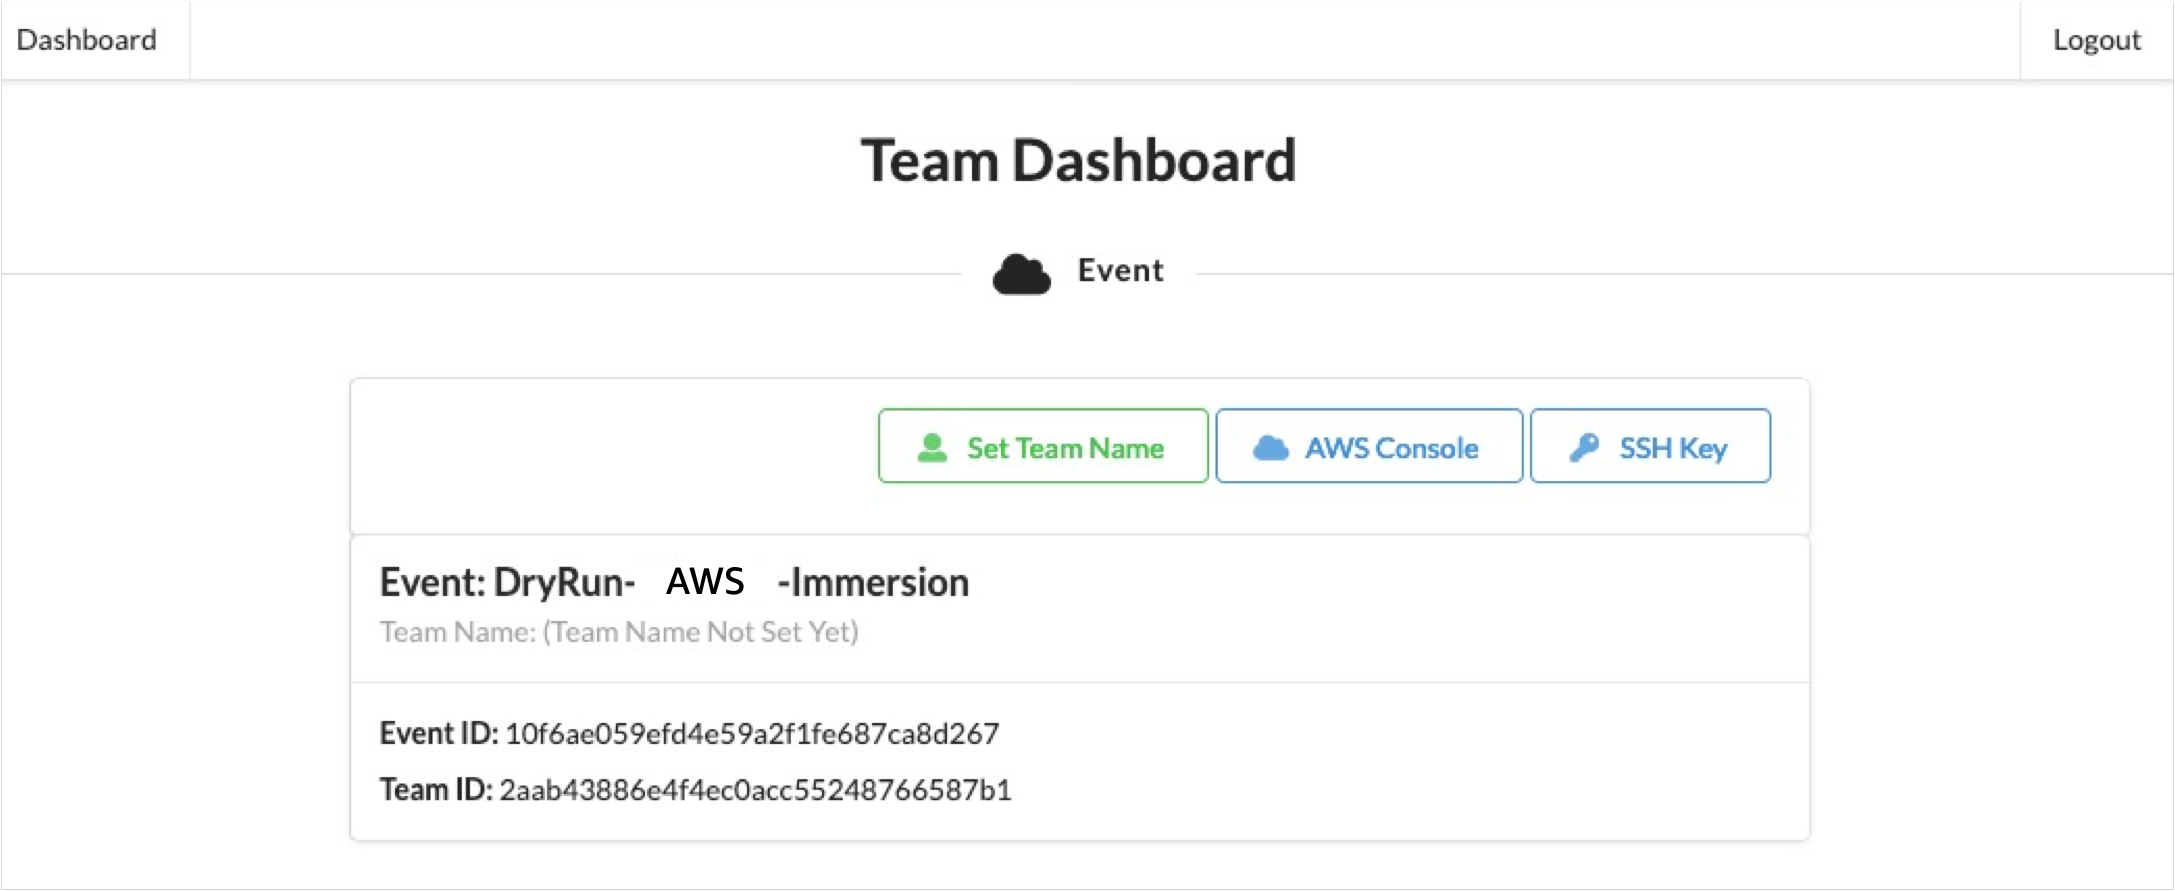 Dashboard
Logout
Team Dashboard
Event
Set Team Name
AWS Console
SSH Key
Event: DryRun- AWS -Immersion
Team Name: (Team Name Not Set Yet)
Event ID: 10f6ae059efd4e59a2f1fe687ca8d267
Team ID: 2aab43886e4f4ec0acc55248766587b1